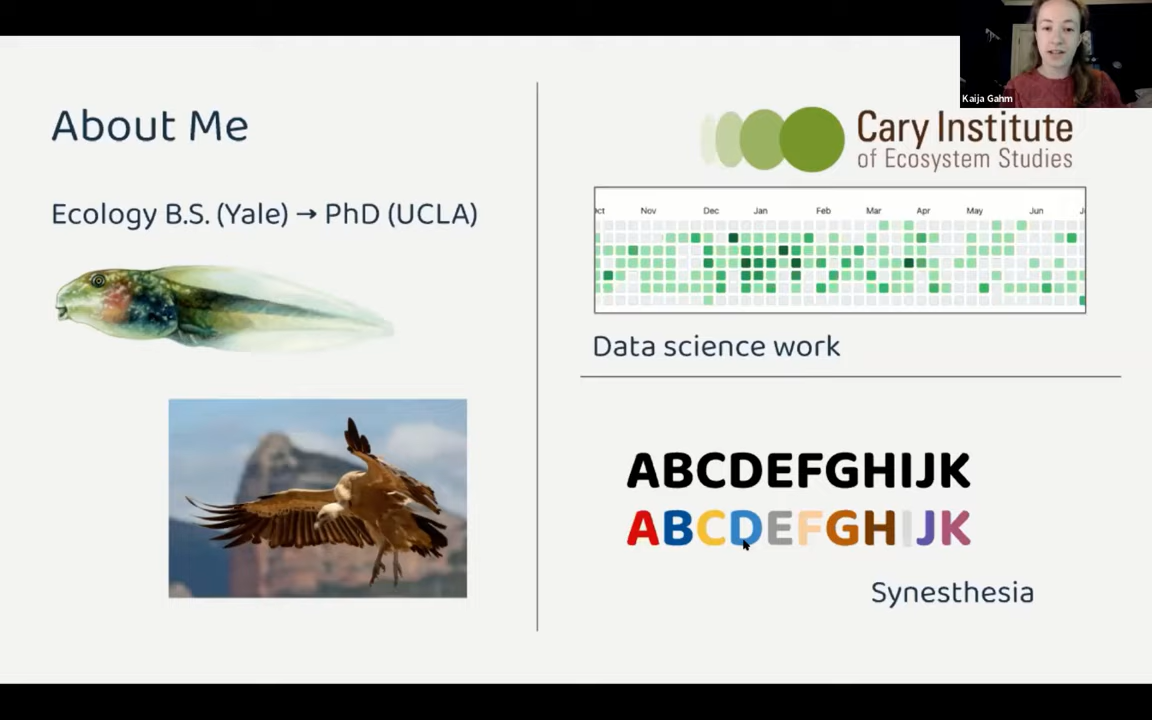 Kaija Gahm
About Me
Ecology B.S. (Yale) → PhD (UCLA)
Cary Institute
of Ecosystem Studies
Nov Dec Jan Feb Mar Apr May Jun
Data science work
ABCDEFGHIJK
ABCDEFGHIJK
Synesthesia